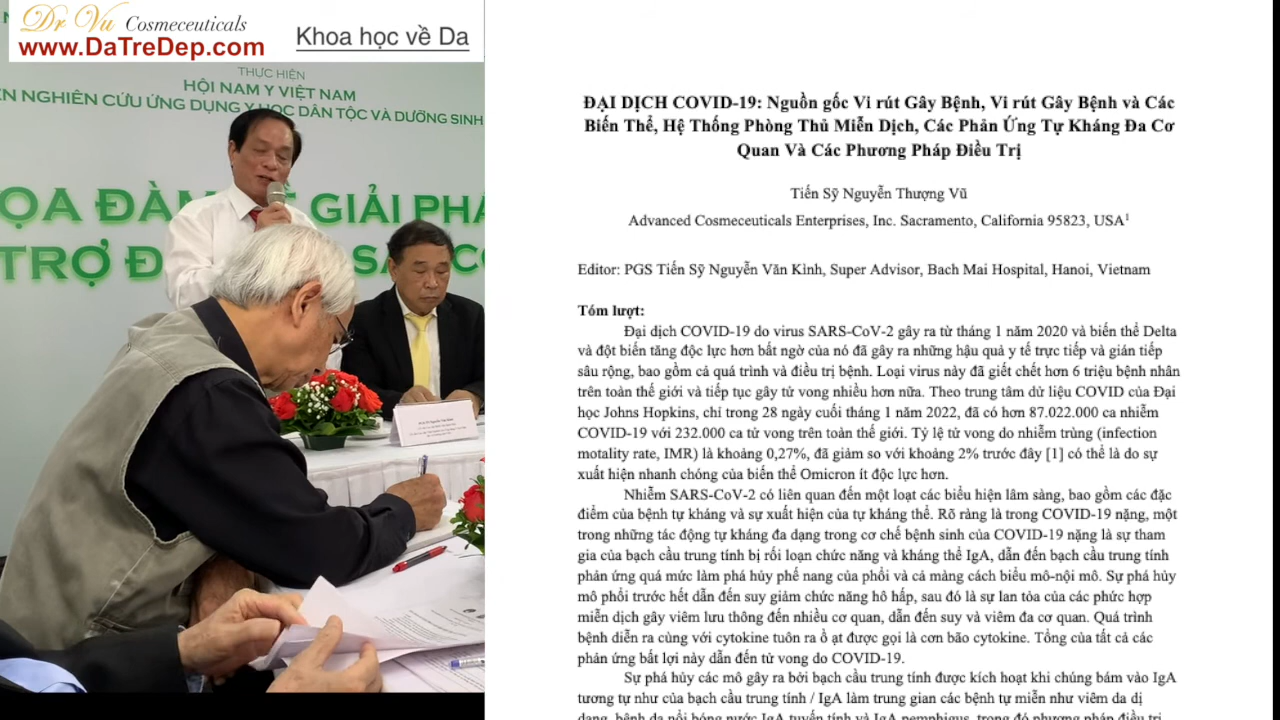 Dr Vu Cosmeceuticals
www.DaTreDep.com
Khoa học về Da
THỰC HIỆN
HỘI NAM Y VIỆT NAM
ỆN NGHIÊN CỨU ỨNG DỤNG Y HỌC DÂN TỘC VÀ DƯỠNG SINH
ỌA ĐÀM GIẢI PH
TRỢ Đ SA CO
ĐẠI DỊCH COVID-19: Nguồn gốc Vi rút Gây Bệnh, Vi rút Gây Bệnh và Các
Biến Thể, Hệ Thống Phòng Thủ Miễn Dịch, Các Phản Ứng Tự Kháng Đa Cơ
Quan Và Các Phương Pháp Điều Trị
Tiến Sỹ Nguyễn Thượng Vũ
Advanced Cosmeceuticals Enterprises, Inc. Sacramento, California 95823, USA¹
Editor: PGS Tiến Sỹ Nguyễn Văn Kình, Super Advisor, Bach Mai Hospital, Hanoi, Vietnam
Tóm lượt:
Đại dịch COVID-19 do virus SARS-CoV-2 gây ra từ tháng 1 năm 2020 và biến thể Delta
và đột biến tăng độc lực hơn bất ngờ của nó đã gây ra những hậu quả y tế trực tiếp và gián tiếp
sâu rộng, bao gồm cả quá trình và điều trị bệnh. Loại virus này đã giết chết hơn 6 triệu bệnh nhân
trên toàn thế giới và tiếp tục gây tử vong nhiều hơn nữa. Theo trung tâm dử liệu COVID của Đại
học Johns Hopkins, chỉ trong 28 ngày cuối tháng 1 năm 2022, đã có hơn 87.022.000 ca nhiễm
COVID-19 với 232.000 ca tử vong trên toàn thế giới. Tỷ lệ tử vong do nhiễm trùng (infection
motality rate, IMR) là khoảng 0,27%, đã giảm so với khoảng 2% trước đây [1] có thể là do sự
xuất hiện nhanh chóng của biến thể Omicron ít độc lực hơn.
Nhiễm SARS-CoV-2 có liên quan đến một loạt các biểu hiện lâm sàng, bao gồm các đặc
điểm của bệnh tự kháng và sự xuất hiện của tự kháng thể. Rõ ràng là trong COVID-19 nặng, một
trong những tác động tự kháng đa dạng trong cơ chế bệnh sinh của COVID-19 nặng là sự tham
gia của bạch cầu trung tính bị rối loạn chức năng và kháng thể IgA, dẫn đến bạch cầu trung tính
phản ứng quá mức làm phá hủy phế nang của phổi và cả màng cách biểu mô-nội mô. Sự phá hủy
mô phổi trước hết dẫn đến suy giảm chức năng hô hấp, sau đó là sự lan tỏa của các phức hợp
miễn dịch gây viêm lưu thông đến nhiều cơ quan, dẫn đến suy và viêm đa cơ quan. Quá trình
bệnh diễn ra cùng với cytokine tuôn ra ồ ạt được gọi là cơn bão cytokine. Tổng của tất cả các
phản ứng bất lợi này dẫn đến tử vong do COVID-19.
Sự phá hủy các mô gây ra bởi bạch cầu trung tính được kích hoạt khi chúng bám vào IgA
tương tự như của bạch cầu trung tính / IgA làm trung gian các bệnh tự miễn như viêm da dị
dạng, bệnh da nổi bóng nước IgA tuyến tính và IgA pemphigus, trong đó phương pháp điều trị